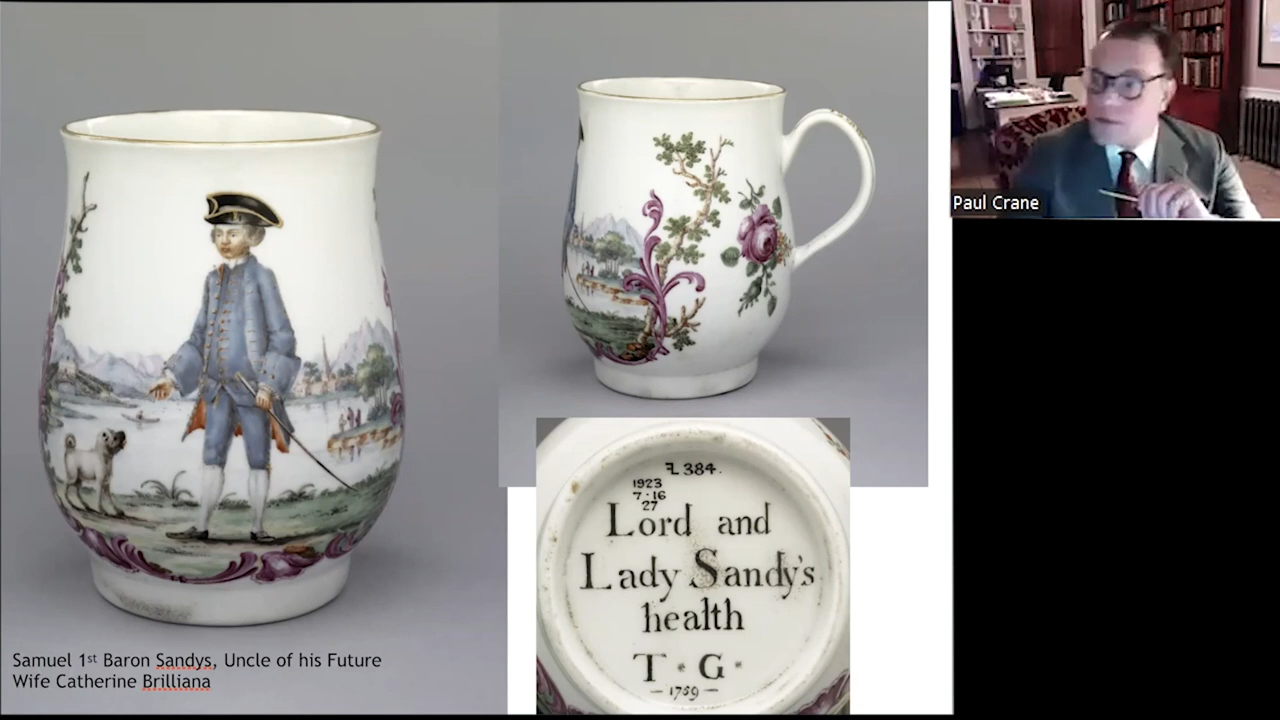 Paul Crane
Ł 384.
1923
7·16
27
Lord and
Lady Sandy's
health
T · G ·
— 1759 —
Samuel 1st Baron Sandys, Uncle of his Future
Wife Catherine Brilliana